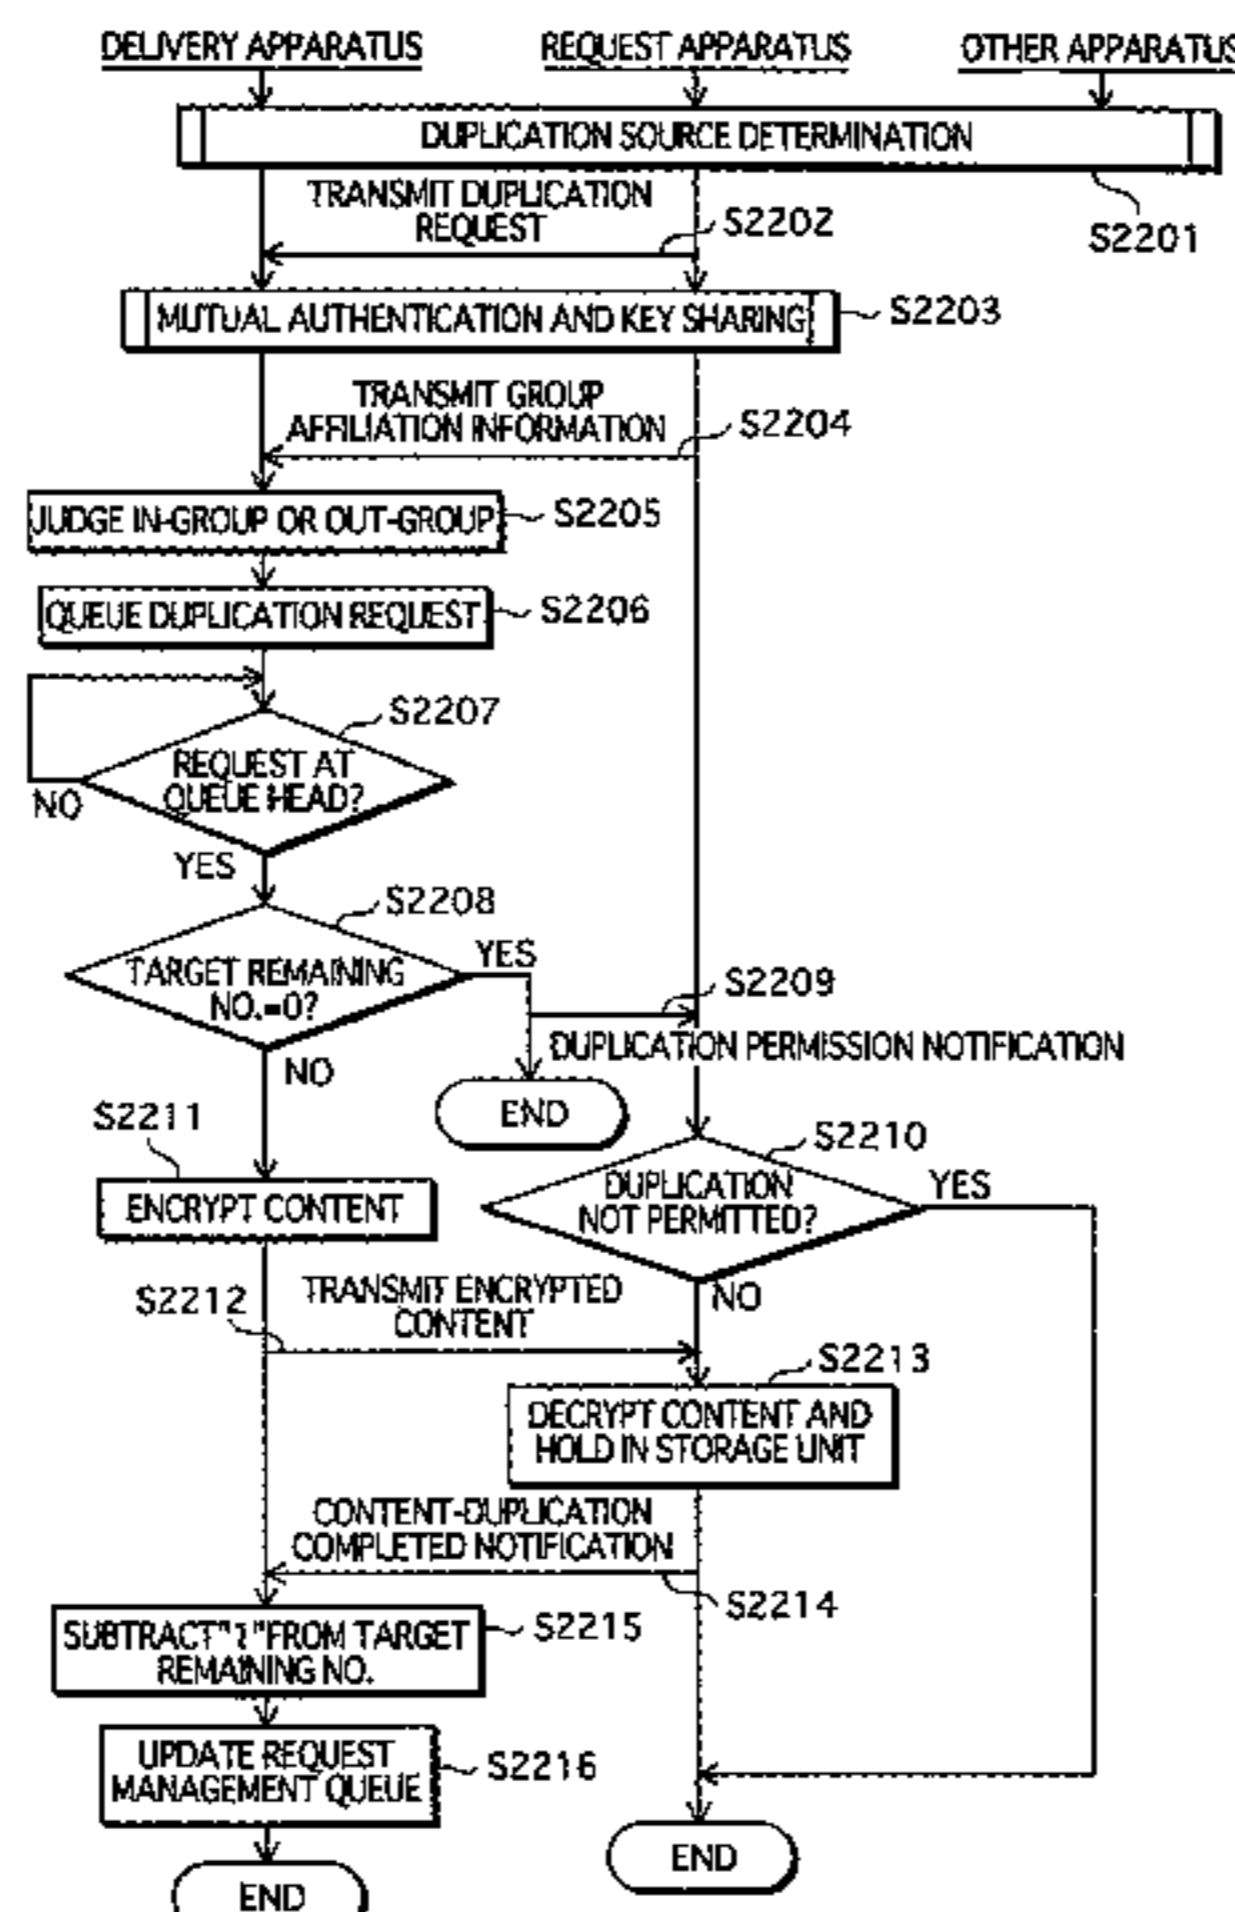 DELIVERY APPARATUS
REQUEST APPARATUS
OTHER APPARATUS
DUPLICATION SOURCE DETERMINATION
S2201
TRANSMIT DUPLICATION
REQUEST
S2202
MUTUAL AUTHENTICATION AND KEY SHARING
S2203
TRANSMIT GROUP
AFFILIATION INFORMATION
S2204
JUDGE IN-GROUP OR OUT-GROUP
S2205
QUEUE DUPLICATION REQUEST
S2206
S2207
REQUEST AT
QUEUE HEAD?
NO
YES
S2208
TARGET REMAINING
NO.=0?
YES
NO
S2209
DUPLICATION PERMISSION NOTIFICATION
END
S2210
DUPLICATION
NOT PERMITTED?
YES
NO
S2211
ENCRYPT CONTENT
S2212
TRANSMIT ENCRYPTED
CONTENT
S2213
DECRYPT CONTENT AND
HOLD IN STORAGE UNIT
CONTENT-DUPLICATION
COMPLETED NOTIFICATION
S2214
SUBTRACT"1"FROM TARGET
REMAINING NO.
S2215
UPDATE REQUEST
MANAGEMENT QUEUE
S2216
END
END